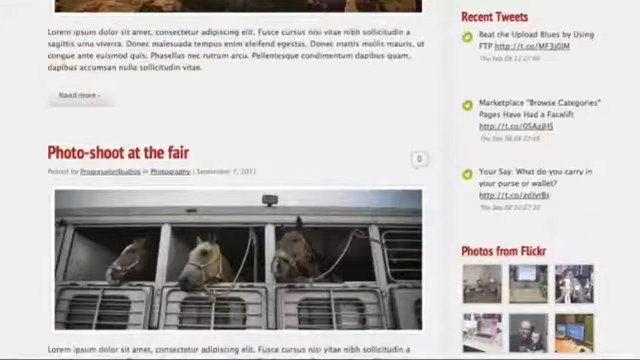 Lorem ipsum dolor sit amet, consectetur adipiscing elit. Fusce cursus nisi vitae nibh sollicitudin a
sagittis urna viverra. Donec malesuada tempus enim eleifend egestas. Donec mattis mollis mauris, ut
congue ante euismod quis. Pellentesque condimentum dapibus quam,
dapibus accumsan nulla sollicitudin vitae.
Read more ›
Photo-shoot at the fair
0
Posted by ProgressionStudios in Photography | September 7, 2011
Lorem ipsum dolor sit amet, consectetur adipiscing elit. Fusce cursus nisi vitae nibh sollicitudin a
Recent Tweets
Beat the Upload Blues by Using
FTP
Marketplace "Browse Categories"
Pages Have Had a Facelift
Your Say: What do you carry in
your purse or wallet?
Photos from Flickr